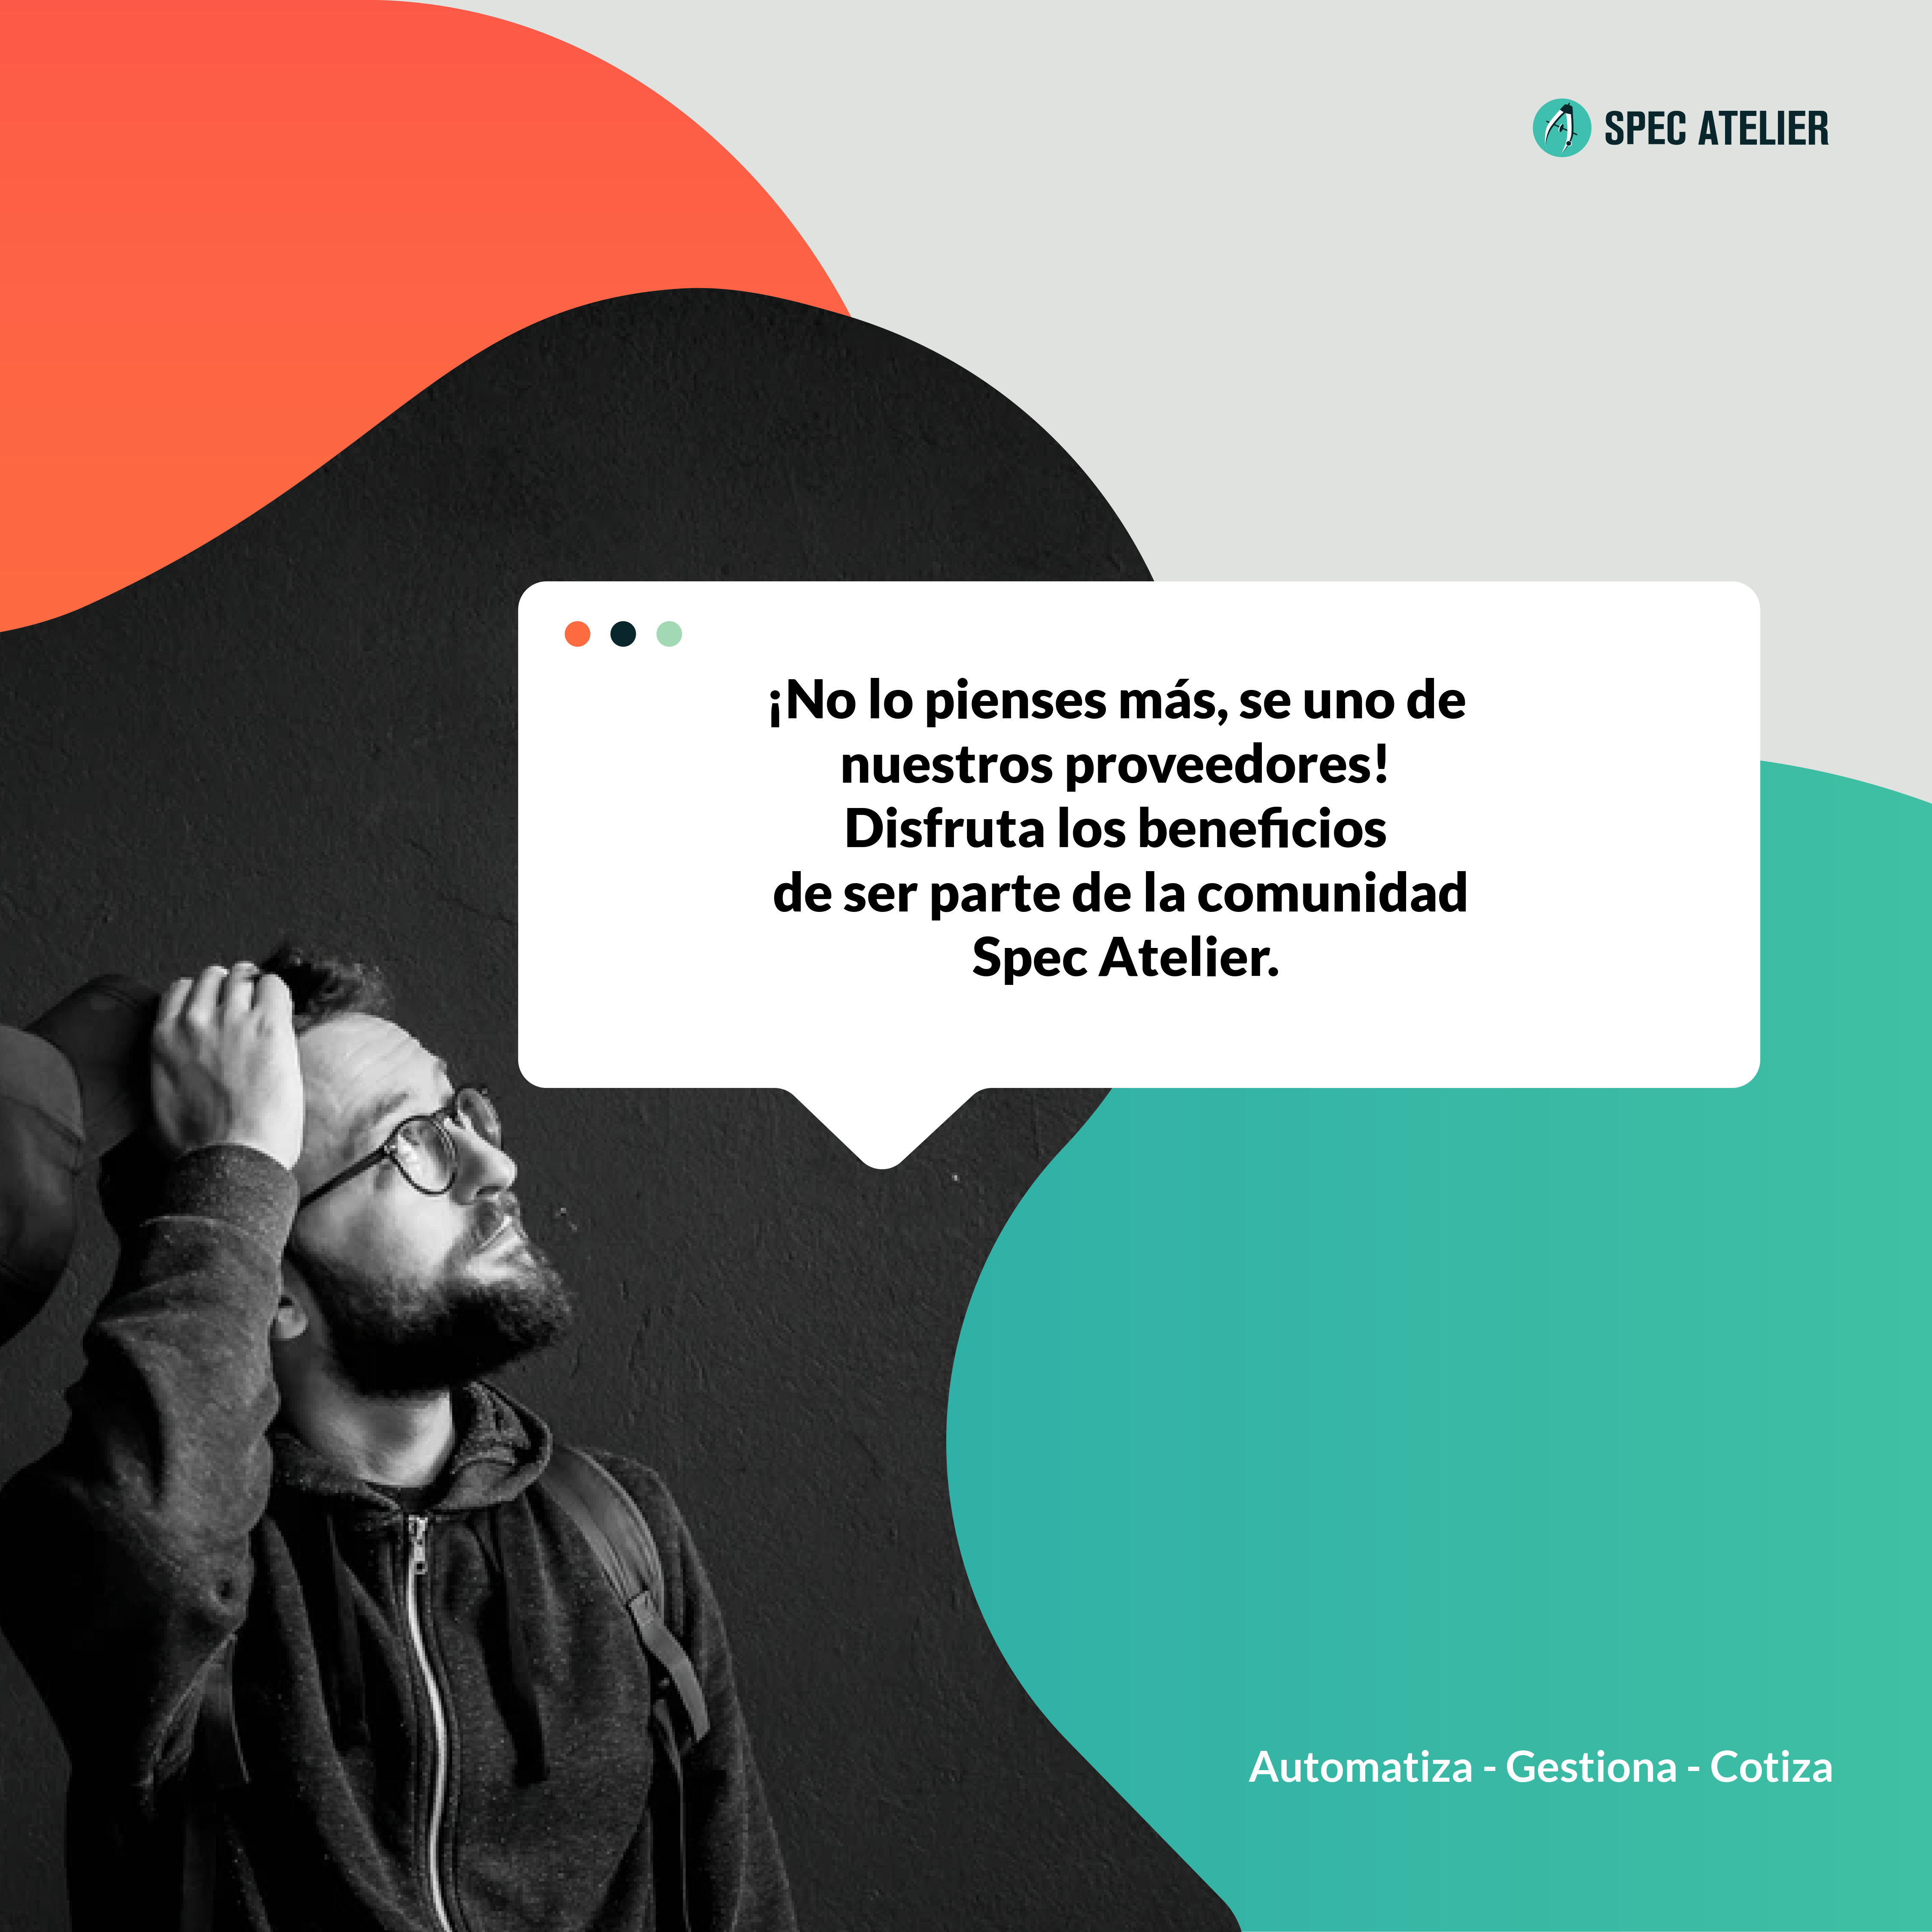 SPEC ATELIER
¡No lo pienses más, se uno de
nuestros proveedores!
Disfruta los beneficios
de ser parte de la comunidad
Spec Atelier.
Automatiza - Gestiona - Cotiza